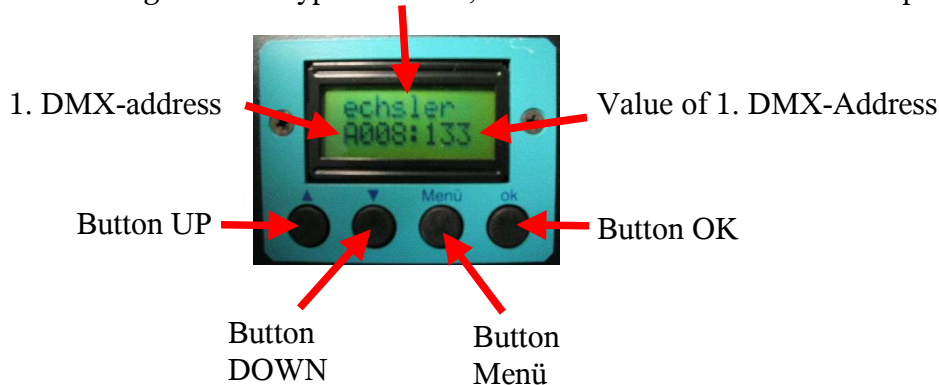 echsler
1. DMX-address
Value of 1. DMX-Address
A008:133
Menü
ok
Button UP
Button OK
Button
DOWN
Button
Menü